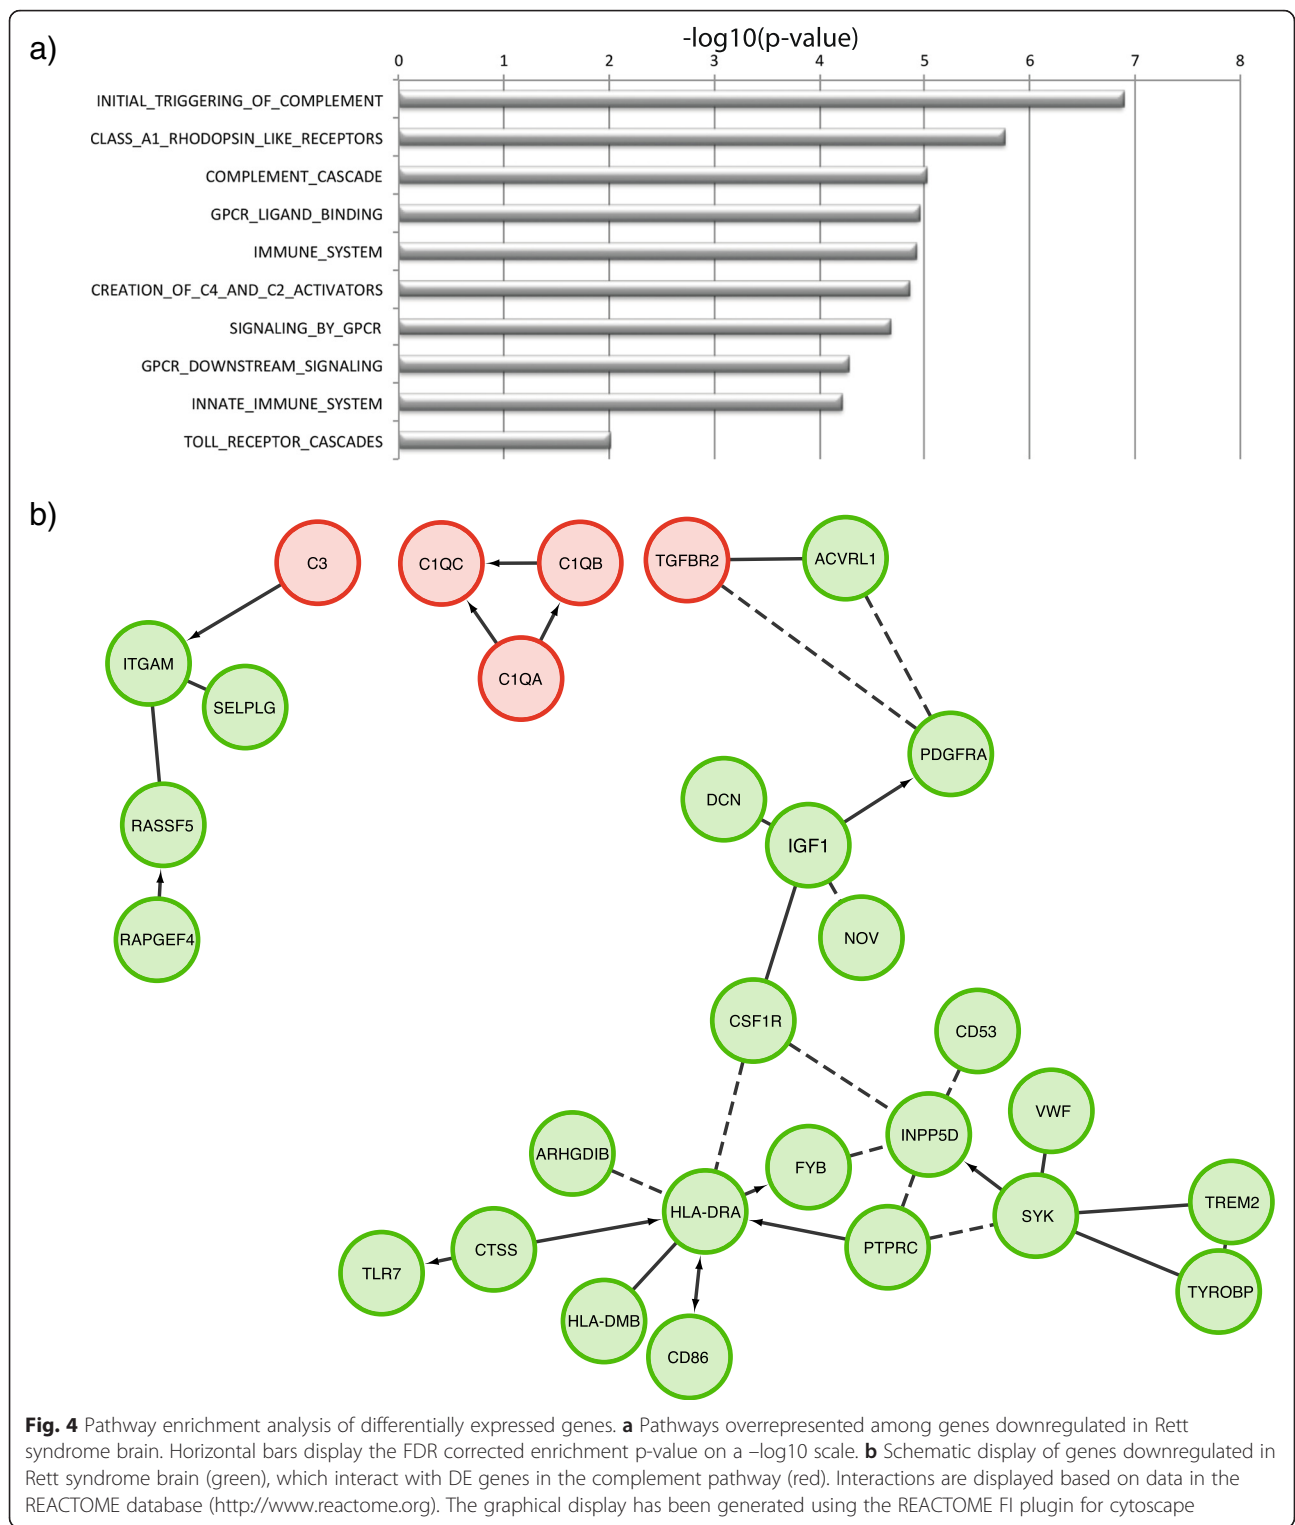 a)
-log10(p-value)
0 1 2 3 4 5 6 7 8
INITIAL_TRIGGERING_OF_COMPLEMENT
CLASS_A1_RHODOPSIN_LIKE_RECEPTORS
COMPLEMENT_CASCADE
GPCR_LIGAND_BINDING
IMMUNE_SYSTEM
CREATION_OF_C4_AND_C2_ACTIVATORS
SIGNALING_BY_GPCR
GPCR_DOWNSTREAM_SIGNALING
INNATE_IMMUNE_SYSTEM
TOLL_RECEPTOR_CASCADES
b)
C3
C1QC
C1QB
TGFBR2
ACVRL1
ITGAM
C1QA
SELPLG
PDGFRA
DCN
RASSF5
IGF1
RAPGEF4
NOV
CSF1R
CD53
VWF
INPP5D
ARHGDIB
FYB
TREM2
HLA-DRA
SYK
CTSS
PTPRC
TLR7
TYROBP
HLA-DMB
CD86
Fig. 4 Pathway enrichment analysis of differentially expressed genes. a Pathways overrepresented among genes downregulated in Rett
syndrome brain. Horizontal bars display the FDR corrected enrichment p-value on a –log10 scale. b Schematic display of genes downregulated in
Rett syndrome brain (green), which interact with DE genes in the complement pathway (red). Interactions are displayed based on data in the
REACTOME database (http://www.reactome.org). The graphical display has been generated using the REACTOME FI plugin for cytoscape